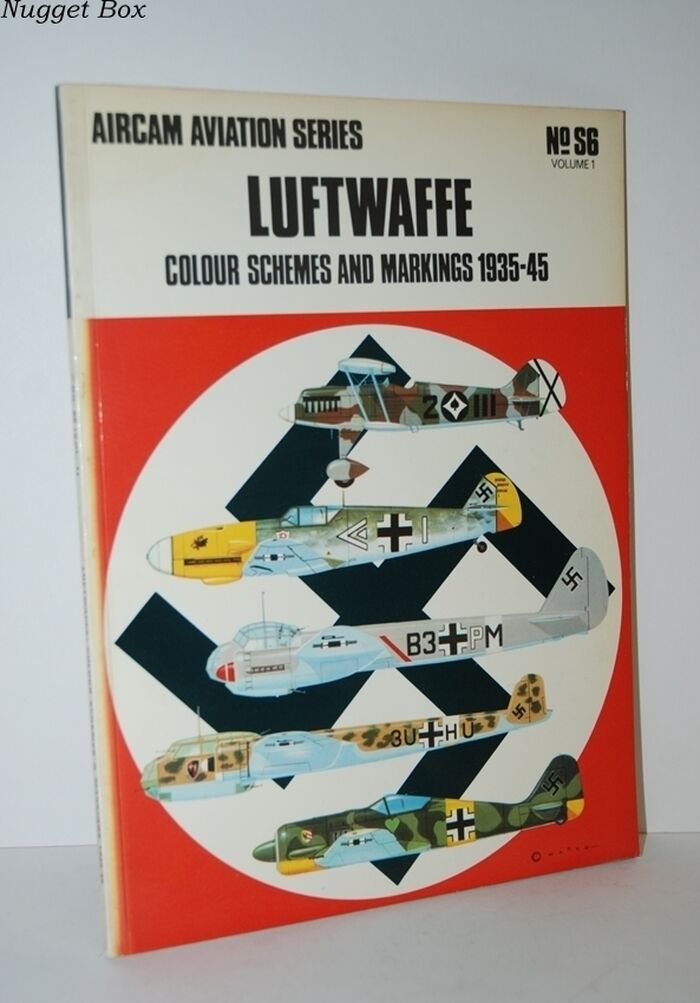 Nugget Box
AIRCAM AVIATION SERIES
Nº S6
VOLUME 1
LUFTWAFFE
COLOUR SCHEMES AND MARKINGS 1935-45
2 III
I
B3 PM
3U HU